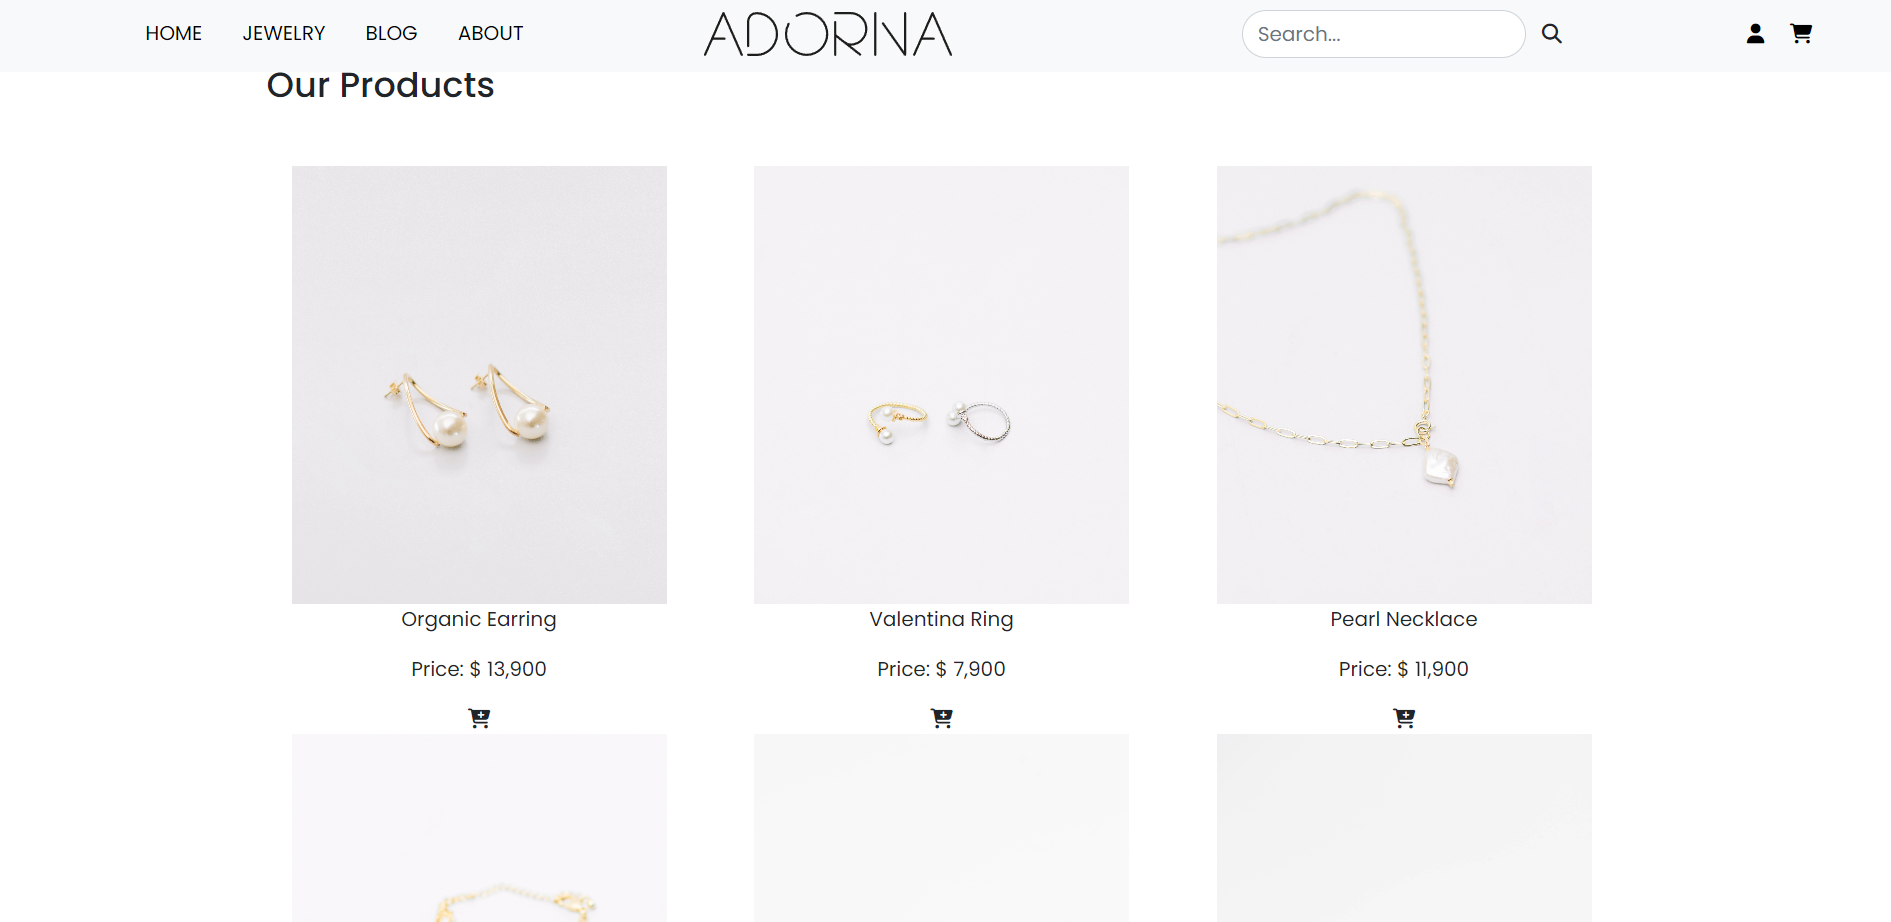 HOME JEWELRY BLOG ABOUT ADORNA Search...
Our Products
Organic Earring Valentina Ring Pearl Necklace
Price: $ 13,900 Price: $ 7,900 Price: $ 11,900